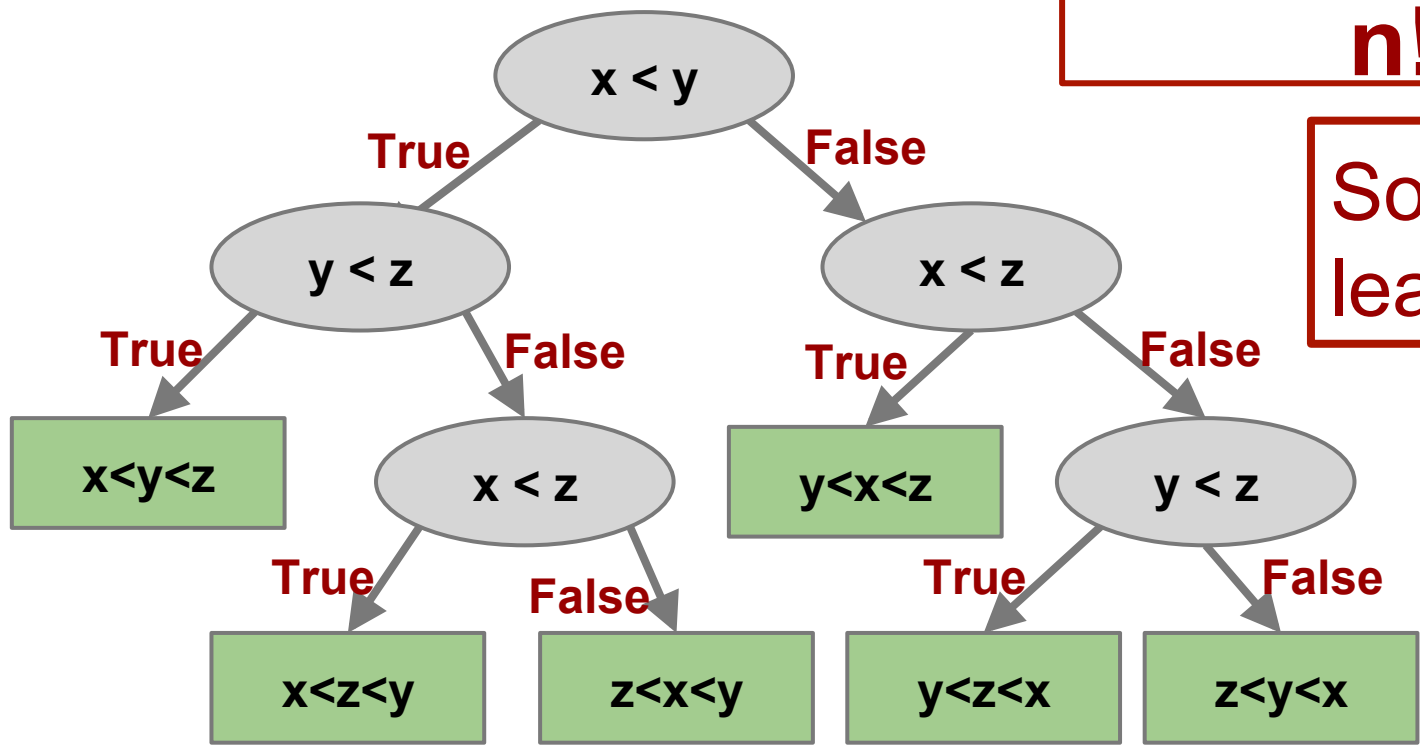 n!
x < y
True
False
So
lea
y < z
x < z
True
False
True
False
x<y<z
x < z
y<x<z
y < z
True
False
True
False
x<z<y
z<x<y
y<z<x
z<y<x